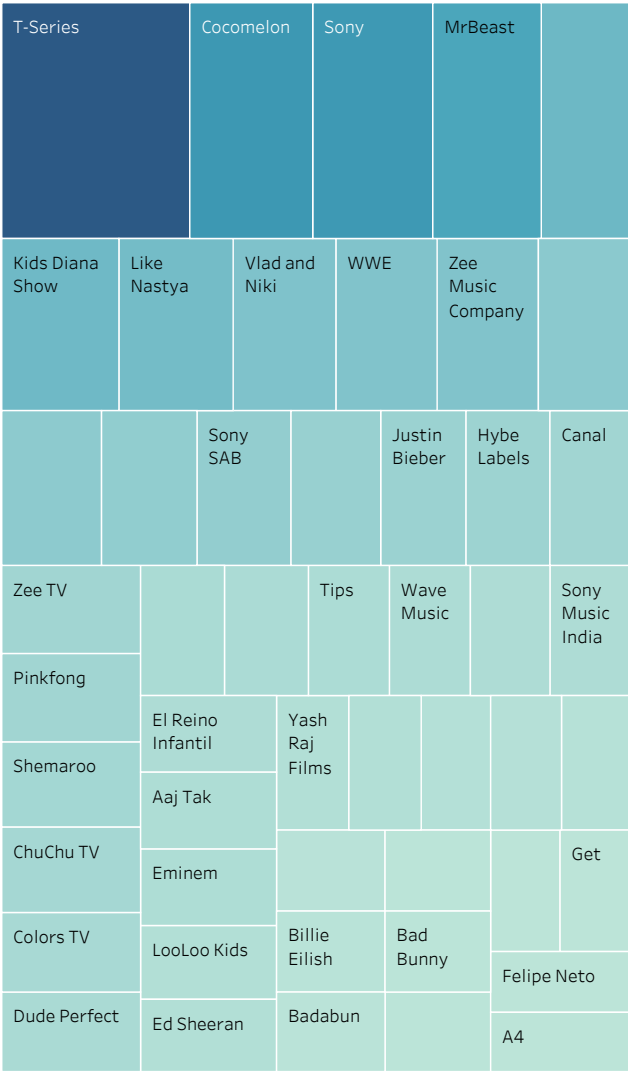 T-Series
Cocomelon
Sony
MrBeast
Kids Diana
Show
Like
Nastya
Vlad and
Niki
WWE
Zee
Music
Company
Sony
SAB
Justin
Bieber
Hybe
Labels
Canal
Zee TV
Tips
Wave
Music
Sony
Music
India
Pinkfong
El Reino
Infantil
Yash
Raj
Films
Shemaroo
Aaj Tak
ChuChu TV
Eminem
Get
Colors TV
LooLoo Kids
Billie
Eilish
Bad
Bunny
Felipe Neto
Dude Perfect
Ed Sheeran
Badabun
A4